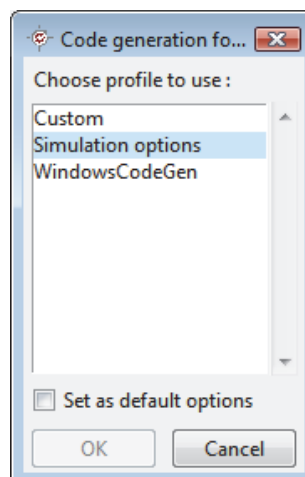 Code generation fo...
Choose profile to use :
Custom
Simulation options
WindowsCodeGen
Set as default options
OK Cancel